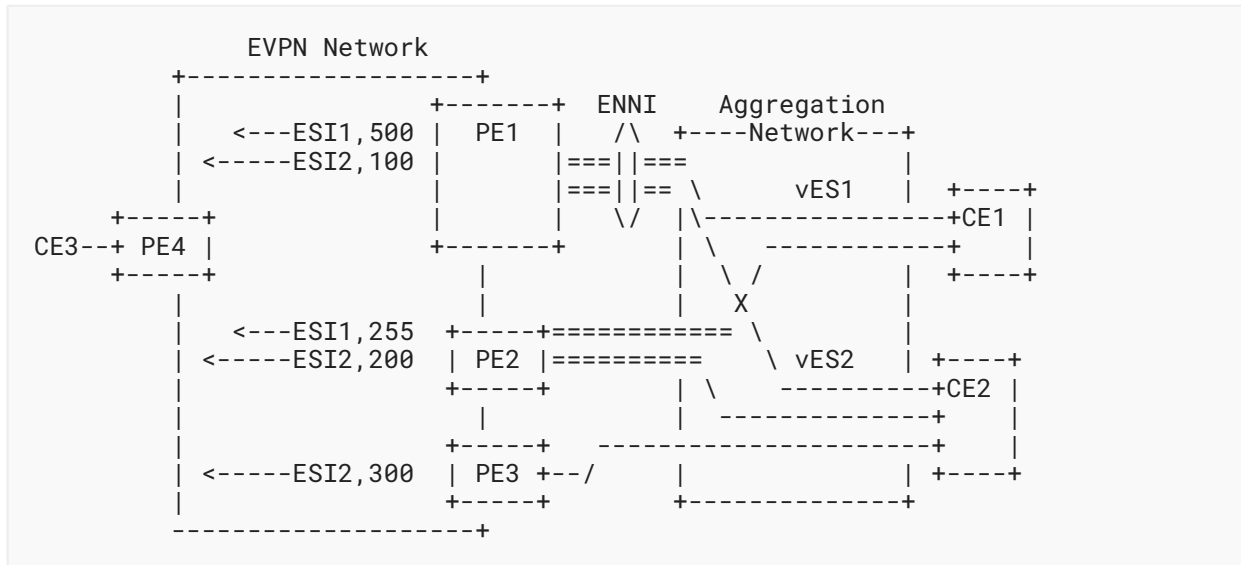 EVPN Network
            +-------------------+
            |                 +-------+  ENNI    Aggregation
            |   <---ESI1,500  |  PE1  |   /\  +----Network---+
            | <-----ESI2,100  |       |===||===              |
            |                 |       |===||== \      vES1   |  +----+
        +-----+               |       |   \/  |\----------------+CE1 |
  CE3--+ PE4 |                +-------+       | \   ------------+    |
        +-----+                  |            |  \ /         |  +----+
            |                    |            |   X          |
            |   <---ESI1,255  +-----+============ \          |
            | <-----ESI2,200  | PE2 |==========    \ vES2    | +----+
            |                 +-----+         | \    ----------+CE2 |
            |                    |            |  --------------+    |
            |                 +-----+   ----------------------+     |
            | <-----ESI2,300  | PE3 +--/      |              | +----+
            |                 +-----+         +--------------+
            --------------------+